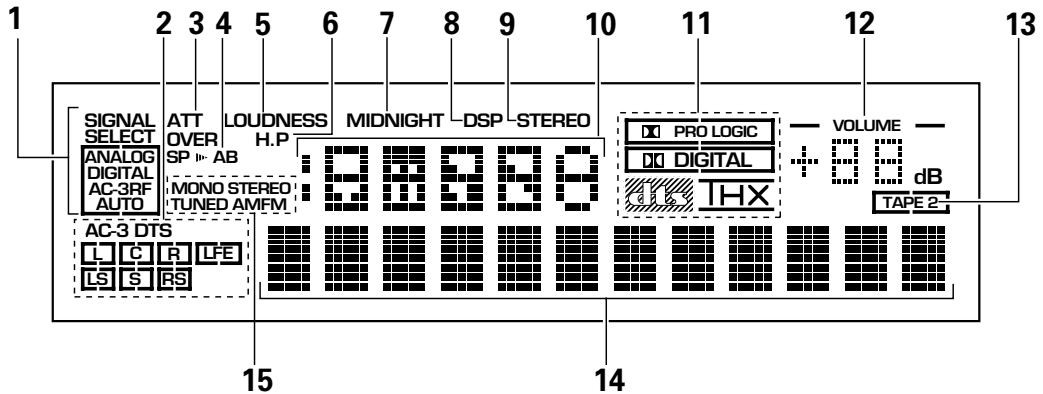 1 2 3 4 5 6 7 8 9 10 11 12 13
SIGNAL SELECT
ATT
OVER
SP AB
LOUDNESS
H.P
MIDNIGHT
DSP
STEREO
ANALOG
DIGITAL
AC-3RF
AUTO
MONO STEREO
TUNED AMFM
PRO LOGIC
DIGITAL
dts THX
VOLUME
+88 dB
TAPE 2
AC-3 DTS
L C R LFE
LS S RS
15 14